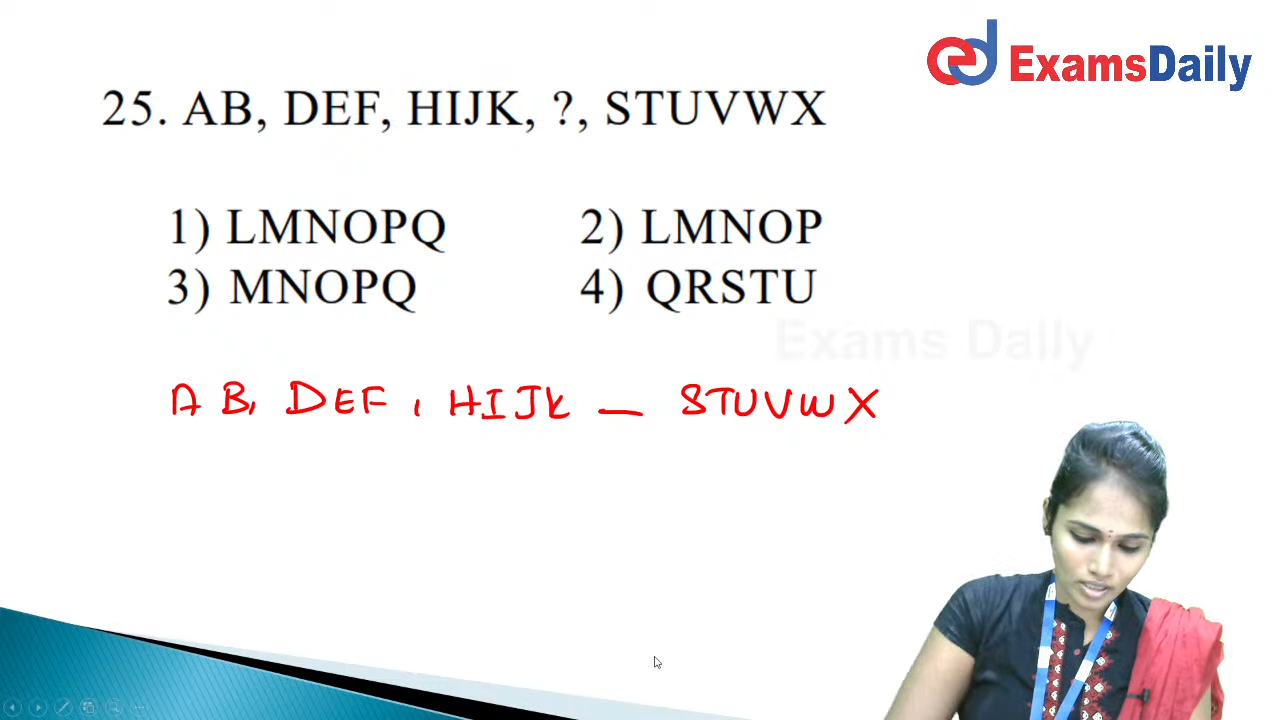 ed ExamsDaily
25. AB, DEF, HIJK, ?, STUVWX
1) LMNOPQ 2) LMNOP
3) MNOPQ 4) QRSTU
Exams Daily
A B, DEF, HIJK _ STUVWX